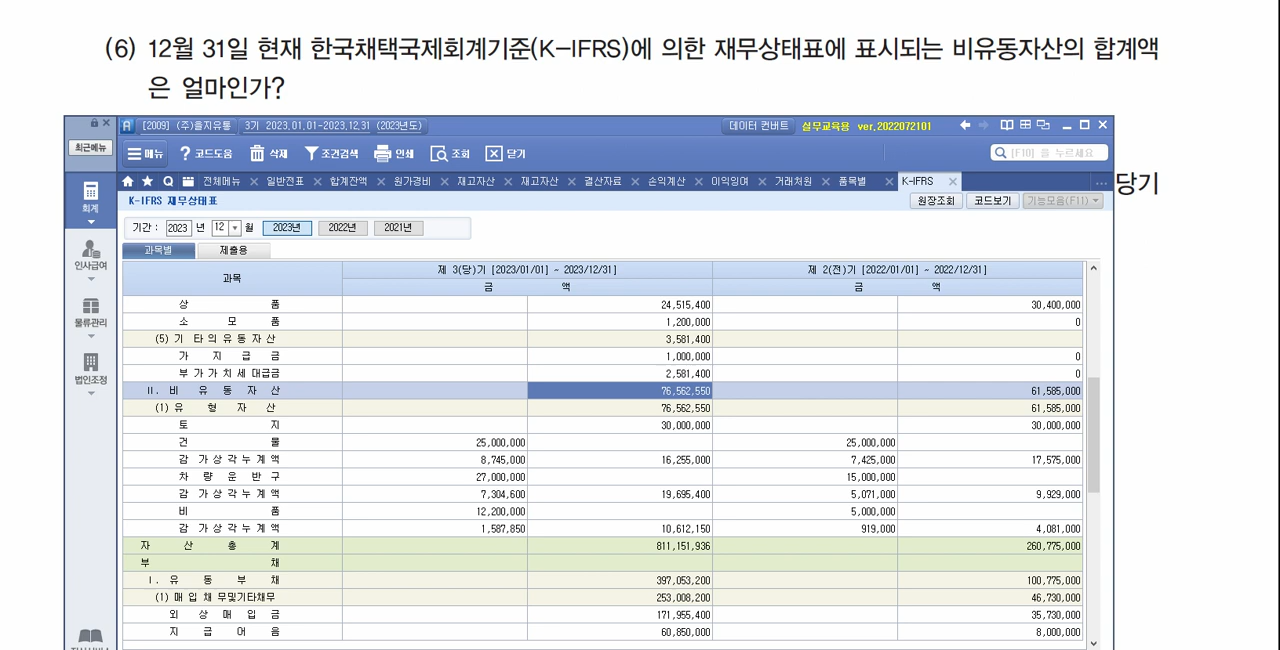 (6) 12월 31일 현재 한국채택국제회계기준(K-IFRS)에 의한 재무상태표에 표시되는 비유동자산의 합계액
은 얼마인가?
[2009] (주)을지유통 3기 2023.01.01-2023.12.31 (2023년도) 데이터 컨버트 실무교육용 ver.2022072101
최근메뉴 메뉴 코드도움 삭제 조건검색 인쇄 조회 닫기 [F10] 을 누르세요
전체메뉴 일반전표 합계잔액 원가경비 재고자산 재고자산 결산자료 손익계산 이익잉여 거래처원 품목별 K-IFRS ... 당기
K-IFRS 재무상태표 원장조회 코드보기 기능모음(F11)
회계
기간 : 2023 년 12 월 2023년 2022년 2021년
과목별 제출용
인사급여
물류관리
법인조정
과목 제 3(당)기 [2023/01/01] ~ 2023/12/31] 제 2(전)기 [2022/01/01] ~ 2022/12/31]
금 액 금 액
상 품 24,515,400 30,400,000
소 모 품 1,200,000 0
(5) 기 타 의 유 동 자 산 3,581,400
가 지 급 금 1,000,000 0
부 가 가 치 세 대급금 2,581,400 0
II. 비 유 동 자 산 76,562,550 61,585,000
(1) 유 형 자 산 76,562,550 61,585,000
토 지 30,000,000 30,000,000
건 물 25,000,000 25,000,000
감 가 상 각 누 계 액 8,745,000 16,255,000 7,425,000 17,575,000
차 량 운 반 구 27,000,000 15,000,000
감 가 상 각 누 계 액 7,304,600 19,695,400 5,071,000 9,929,000
비 품 12,200,000 5,000,000
감 가 상 각 누 계 액 1,587,850 10,612,150 919,000 4,081,000
자 산 총 계 811,151,936 260,775,000
부 채
I. 유 동 부 채 397,053,200 100,775,000
(1) 매 입 채 무및기타채무 253,008,200 46,730,000
외 상 매 입 금 171,955,400 35,730,000
지 급 어 음 60,850,000 8,000,000